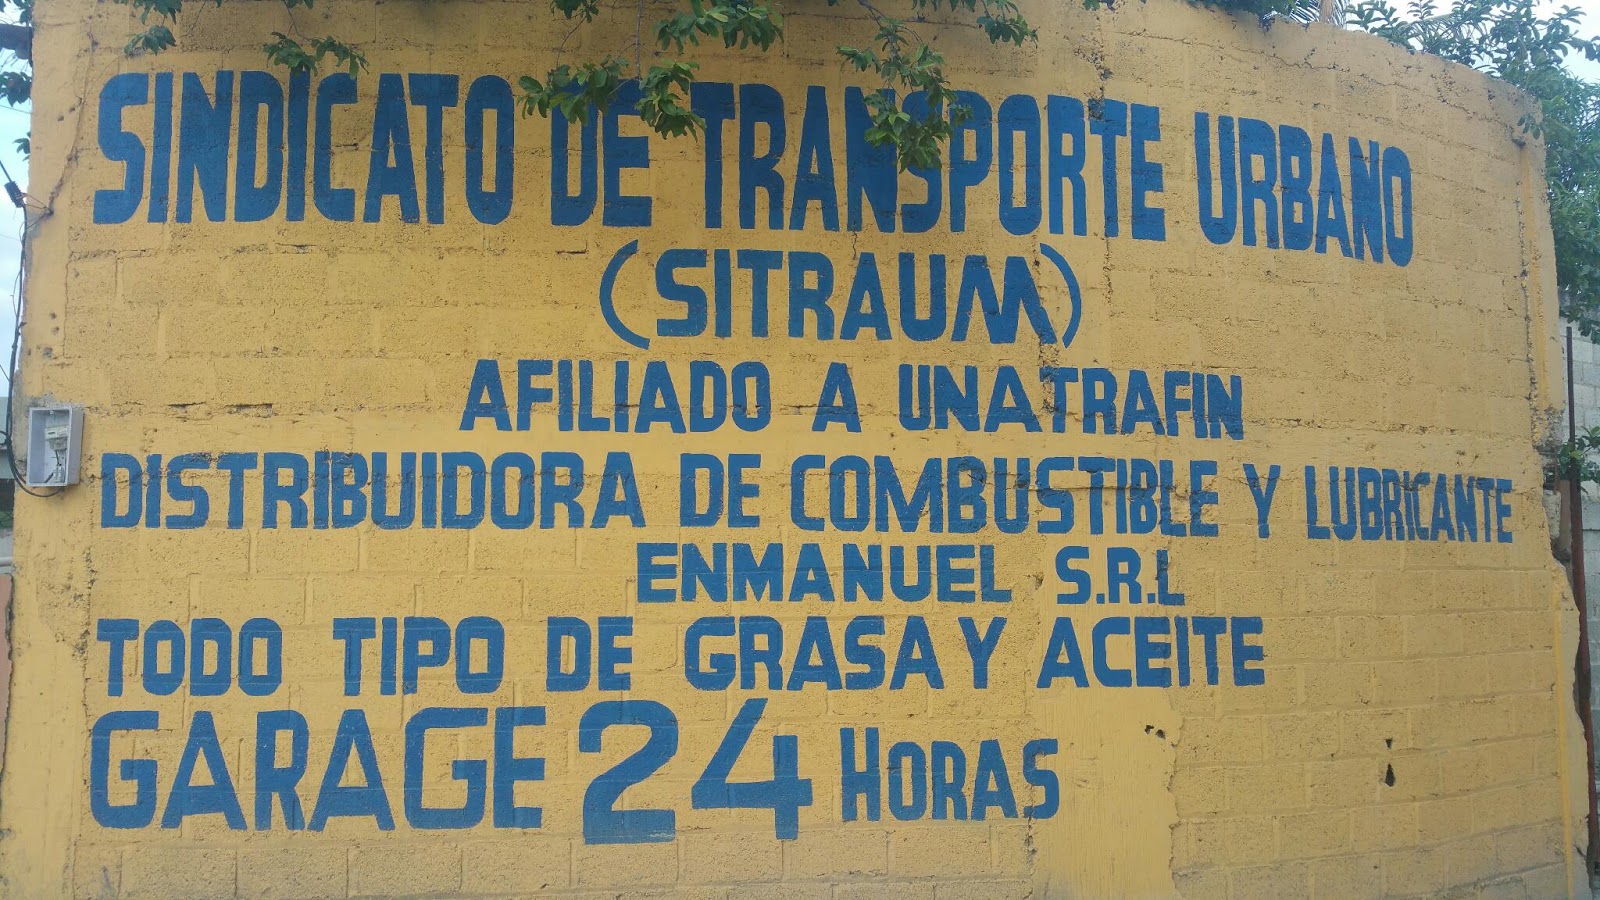 SINDICATO DE TRANSPORTE URBANO
(SITRAUM)
AFILIADO A UNATRAFIN
DISTRIBUIDORA DE COMBUSTIBLE Y LUBRICANTE
ENMANUEL S.R.L
TODO TIPO DE GRASA Y ACEITE
GARAGE 24 HORAS